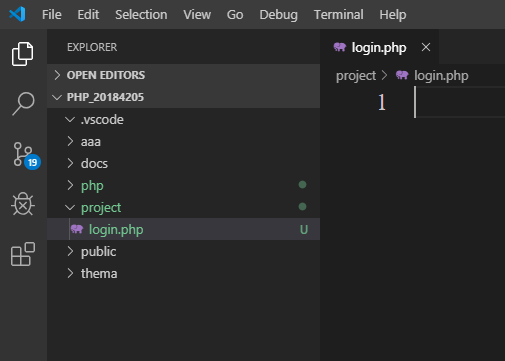 File Edit Selection View Go Debug Terminal Help
EXPLORER
OPEN EDITORS
PHP_20184205
.vscode
aaa
docs
php
project
login.php U
public
thema
19
login.php
project login.php
1